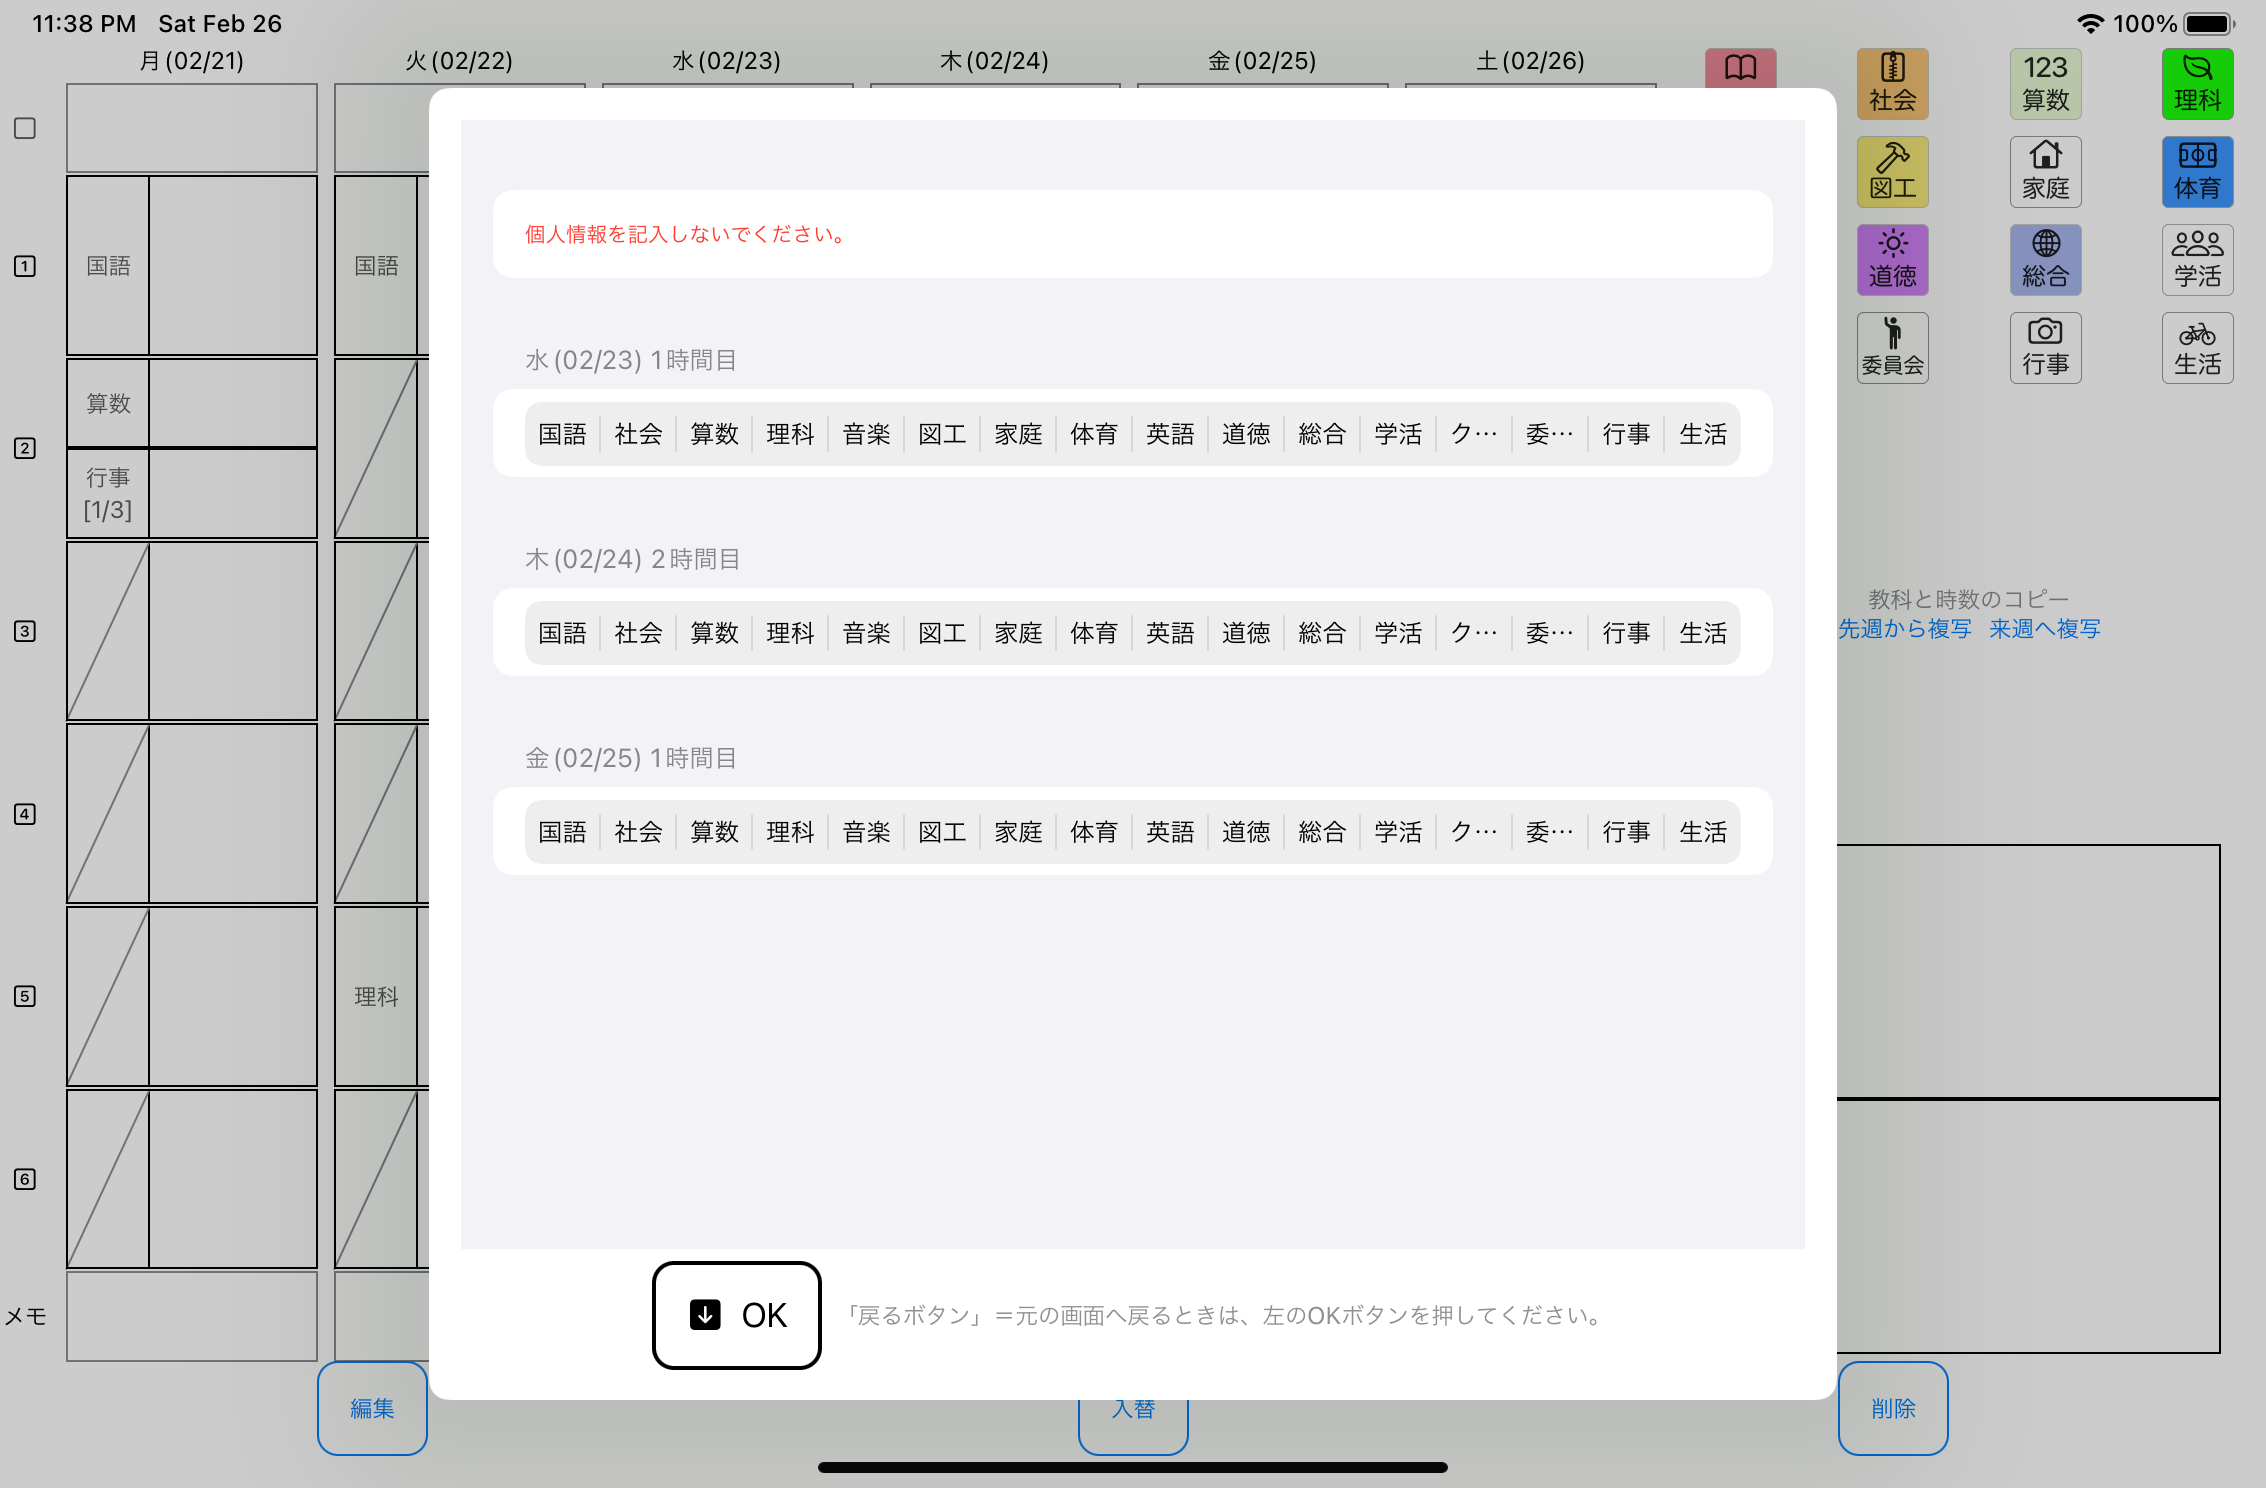 11:38 PM Sat Feb 26 100%
月(02/21) 火(02/22) 水(02/23) 木(02/24) 金(02/25) 土(02/26)
社会 123 算数 理科
図工 家庭 体育
道徳 総合 学活
委員会 行事 生活
1 国語 国語
2 算数
行事
[1/3]
3
4
5 理科
6
メモ
個人情報を記入しないでください。
水(02/23) 1時間目
国語 社会 算数 理科 音楽 図工 家庭 体育 英語 道徳 総合 学活 ク… 委… 行事 生活
木(02/24) 2時間目
国語 社会 算数 理科 音楽 図工 家庭 体育 英語 道徳 総合 学活 ク… 委… 行事 生活
金(02/25) 1時間目
国語 社会 算数 理科 音楽 図工 家庭 体育 英語 道徳 総合 学活 ク… 委… 行事 生活
教科と時数のコピー
先週から複写 来週へ複写
OK 「戻るボタン」＝元の画面へ戻るときは、左のOKボタンを押してください。
編集 入替 削除